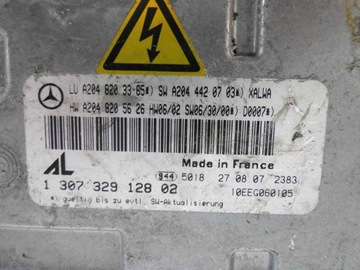 LU A204 820 33-85*) SW A204 442 07 03*) XALWA
HW A204 820 56 26 HW06/02 SW06/30/00*) D0007*)
AL
Made in France
1 307 329 128 02
944 5018 27 08 07 2383
10EEG060105
*) gueltig bis zu evtl. SW-Aktualisierung